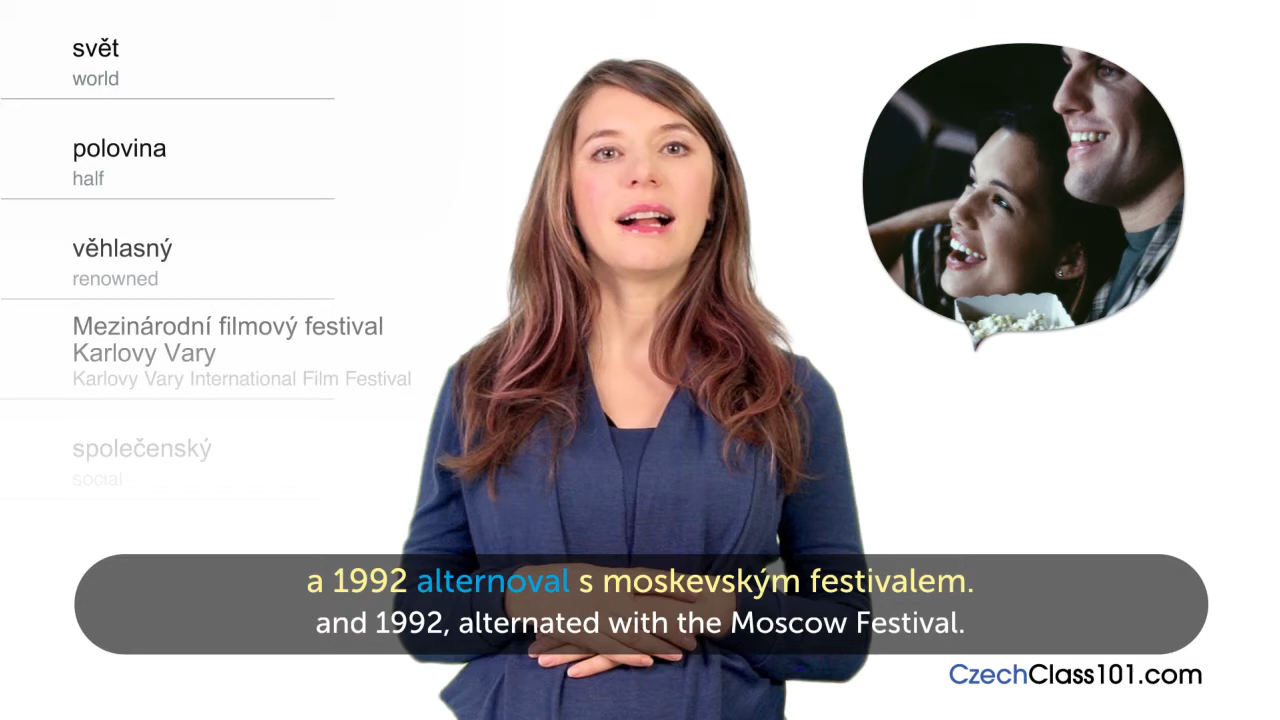 svět
world
polovina
half
věhlasný
renowned
Mezinárodní filmový festival
Karlovy Vary
Karlovy Vary International Film Festival
společenský
social
a 1992 alternoval s moskevským festivalem.
and 1992, alternated with the Moscow Festival.
CzechClass101.com